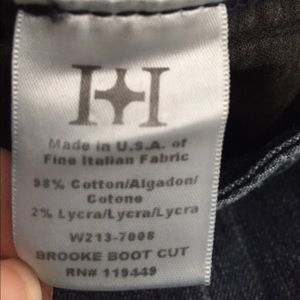 H
Made in U.S.A. of
Fine Italian Fabric
98% Cotton/Algadon/
Cotone
2% Lycra/Lycra/Lycra
W213-7008
BROOKE BOOT CUT
RN# 119449